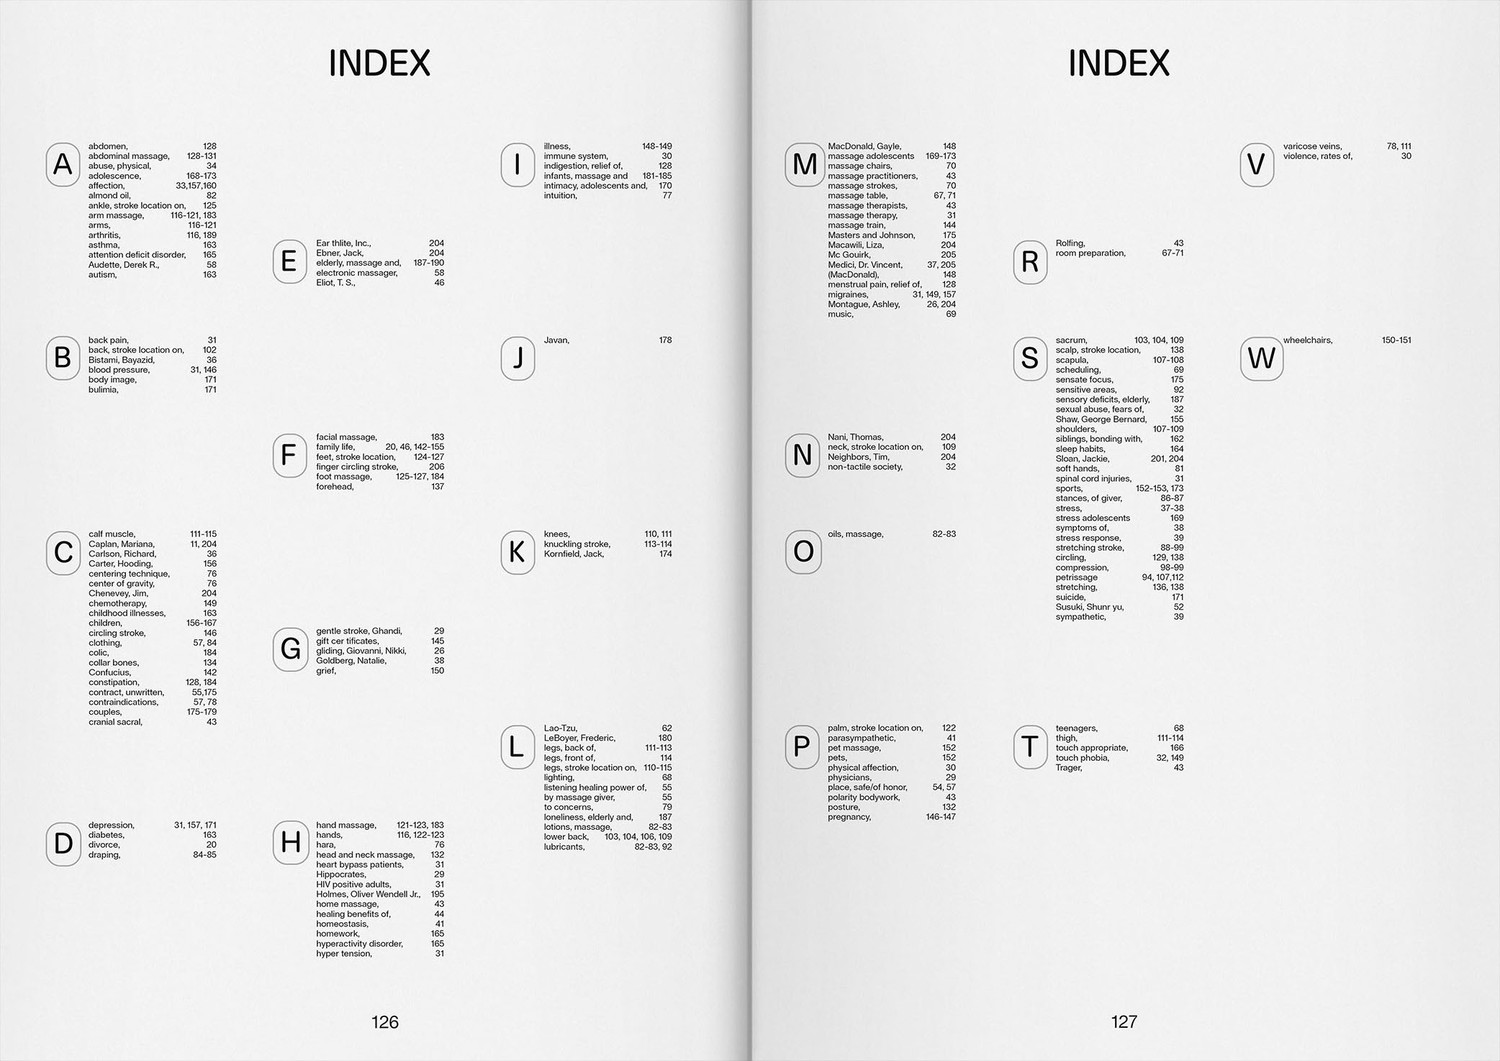 INDEX
A
abdomen, 128
abdominal massage, 128-131
abuse, physical, 34
adolescence, 168-173
affection, 33,157,160
almond oil, 82
ankle, stroke location on, 125
arm massage, 116-121, 183
arms, 116-121
arthritis, 116, 189
asthma, 163
attention deficit disorder, 165
Audette, Derek R., 58
autism, 163
B
back pain, 31
back, stroke location on, 102
Bistami, Bayazid, 36
blood pressure, 31, 146
body image, 171
bulimia, 171
C
calf muscle, 111-115
Caplan, Mariana, 11, 204
Carlson, Richard, 36
Carter, Hooding, 156
centering technique, 76
center of gravity, 76
Chenevey, Jim, 204
chemotherapy, 149
childhood illnesses, 163
children, 156-167
circling stroke, 146
clothing, 57, 84
colic, 184
collar bones, 134
Confucius, 142
constipation, 128, 184
contract, unwritten, 55,175
contraindications, 57, 78
couples, 175-179
cranial sacral, 43
D
depression, 31, 157, 171
diabetes, 163
divorce, 20
draping, 84-85
E
Ear thlite, Inc., 204
Ebner, Jack, 204
elderly, massage and, 187-190
electronic massager, 58
Eliot, T. S., 46
F
facial massage, 183
family life, 20, 46, 142-155
feet, stroke location, 124-127
finger circling stroke, 206
foot massage, 125-127, 184
forehead, 137
G
gentle stroke, Ghandi, 29
gift cer tificates, 145
gliding, Giovanni, Nikki, 26
Goldberg, Natalie, 38
grief, 150
H
hand massage, 121-123, 183
hands, 116, 122-123
hara, 76
head and neck massage, 132
heart bypass patients, 31
Hippocrates, 29
HIV positive adults, 31
Holmes, Oliver Wendell Jr., 195
home massage, 43
healing benefits of, 44
homeostasis, 41
homework, 165
hyperactivity disorder, 165
hyper tension, 31
I
illness, 148-149
immune system, 30
indigestion, relief of, 128
infants, massage and 181-185
intimacy, adolescents and, 170
intuition, 77
J
Javan, 178
K
knees, 110, 111
knuckling stroke, 113-114
Kornfield, Jack, 174
L
Lao-Tzu, 62
LeBoyer, Frederic, 180
legs, back of, 111-113
legs, front of, 114
legs, stroke location on, 110-115
lighting, 68
listening healing power of, 55
by massage giver, 55
to concerns, 79
loneliness, elderly and, 187
lotions, massage, 82-83
lower back, 103, 104, 106, 109
lubricants, 82-83, 92
126
INDEX
M
MacDonald, Gayle, 148
massage adolescents 169-173
massage chairs, 70
massage practitioners, 43
massage strokes, 70
massage table, 67, 71
massage therapists, 43
massage therapy, 31
massage train, 144
Masters and Johnson, 175
Macawili, Liza, 204
Mc Gouirk, 205
Medici, Dr. Vincent, 37, 205
(MacDonald), 148
menstrual pain, relief of, 128
migraines, 31, 149, 157
Montague, Ashley, 26, 204
music, 69
N
Nani, Thomas, 204
neck, stroke location on, 109
Neighbors, Tim, 204
non-tactile society, 32
O
oils, massage, 82-83
P
palm, stroke location on, 122
parasympathetic, 41
pet massage, 152
pets, 152
physical affection, 30
physicians, 29
place, safe/of honor, 54, 57
polarity bodywork, 43
posture, 132
pregnancy, 146-147
R
Rolfing, 43
room preparation, 67-71
S
sacrum, 103, 104, 109
scalp, stroke location, 138
scapula, 107-108
scheduling, 69
sensate focus, 175
sensitive areas, 92
sensory deficits, elderly, 187
sexual abuse, fears of, 32
Shaw, George Bernard, 155
shoulders, 107-109
siblings, bonding with, 162
sleep habits, 164
Sloan, Jackie, 201, 204
soft hands, 81
spinal cord injuries, 31
sports, 152-153, 173
stances, of giver, 86-87
stress, 37-38
stress adolescents 169
symptoms of, 38
stress response, 39
stretching stroke, 88-99
circling, 129, 138
compression, 98-99
petrissage 94, 107,112
stretching, 136, 138
suicide, 171
Susuki, Shunr yu, 52
sympathetic, 39
T
teenagers, 68
thigh, 111-114
touch appropriate, 166
touch phobia, 32, 149
Trager, 43
V
varicose veins, 78, 111
violence, rates of, 30
W
wheelchairs, 150-151
127